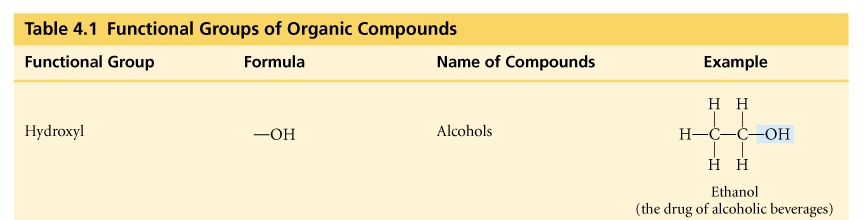 Table 4.1 Functional Groups of Organic Compounds
Functional Group Formula Name of Compounds Example
H H
Hydroxyl —OH Alcohols H—C—C—OH
H H
Ethanol
(the drug of alcoholic beverages)